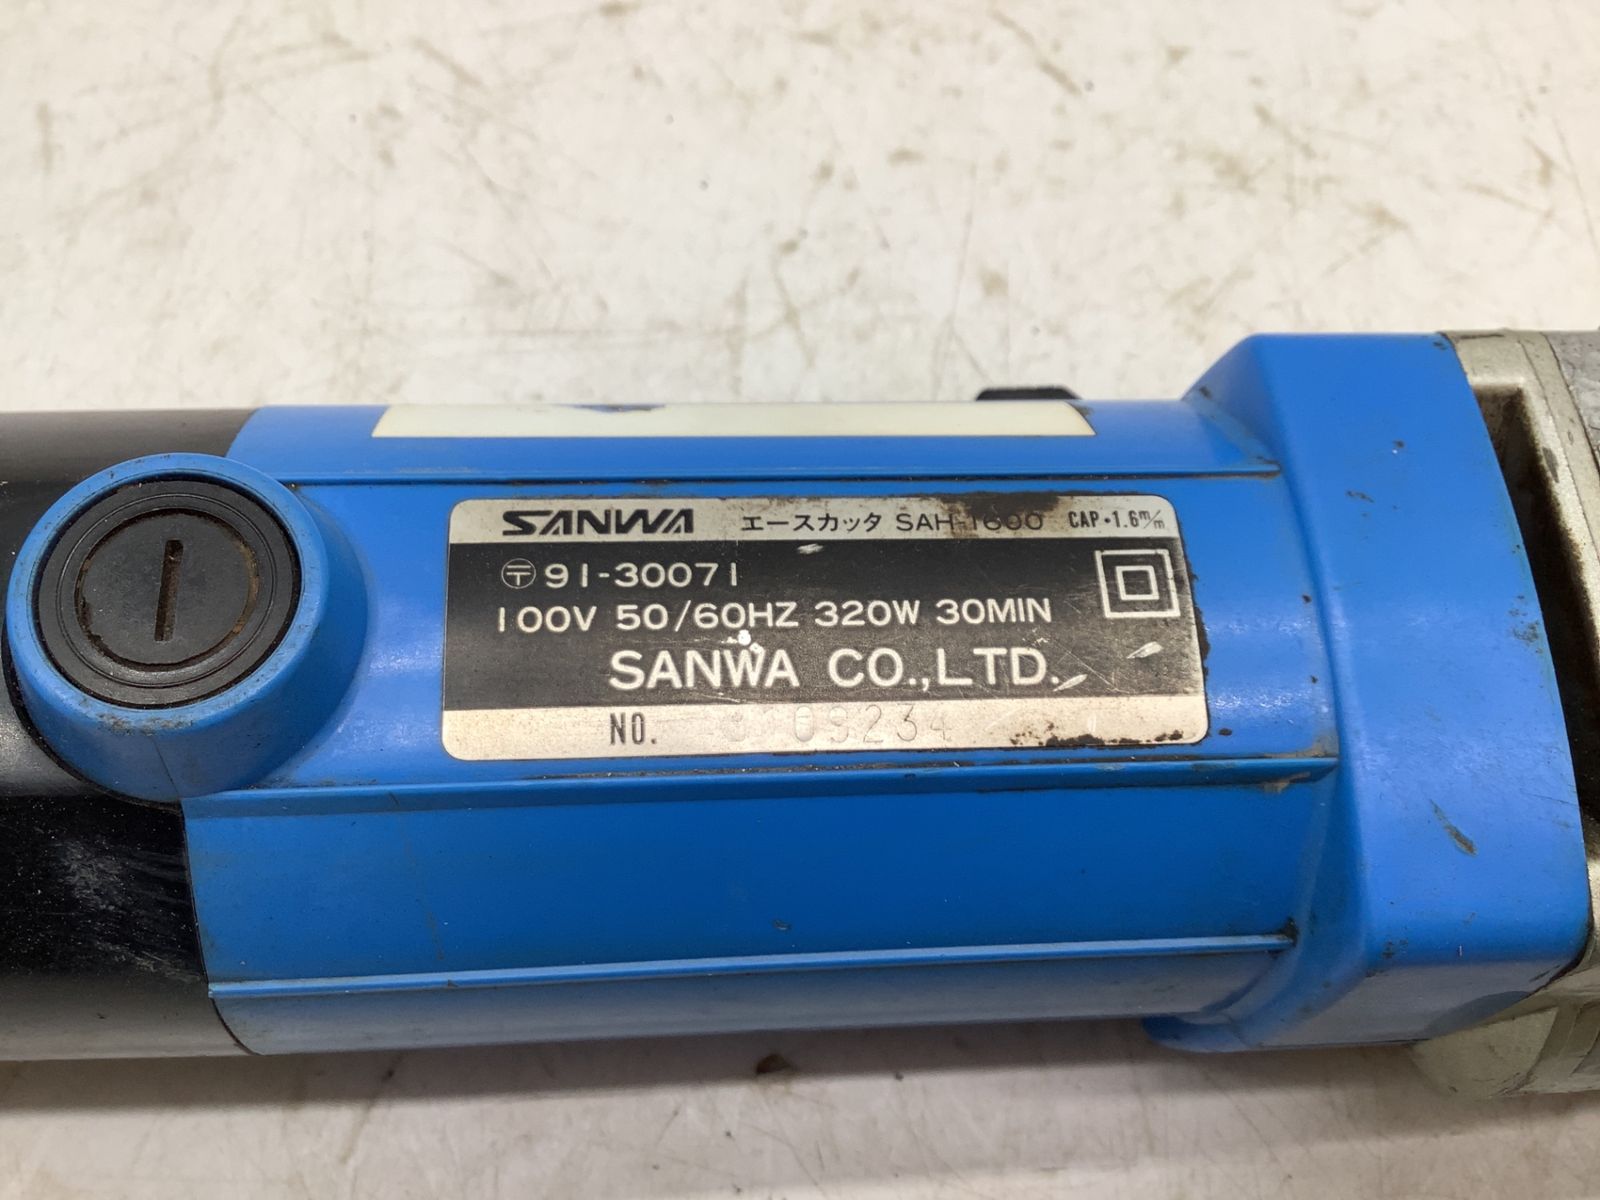 SANWA エースカッタ SAH-1600 CAP・1.6m/m
〶91-30071
100V 50/60HZ 320W 30MIN
SANWA CO.,LTD.
NO.